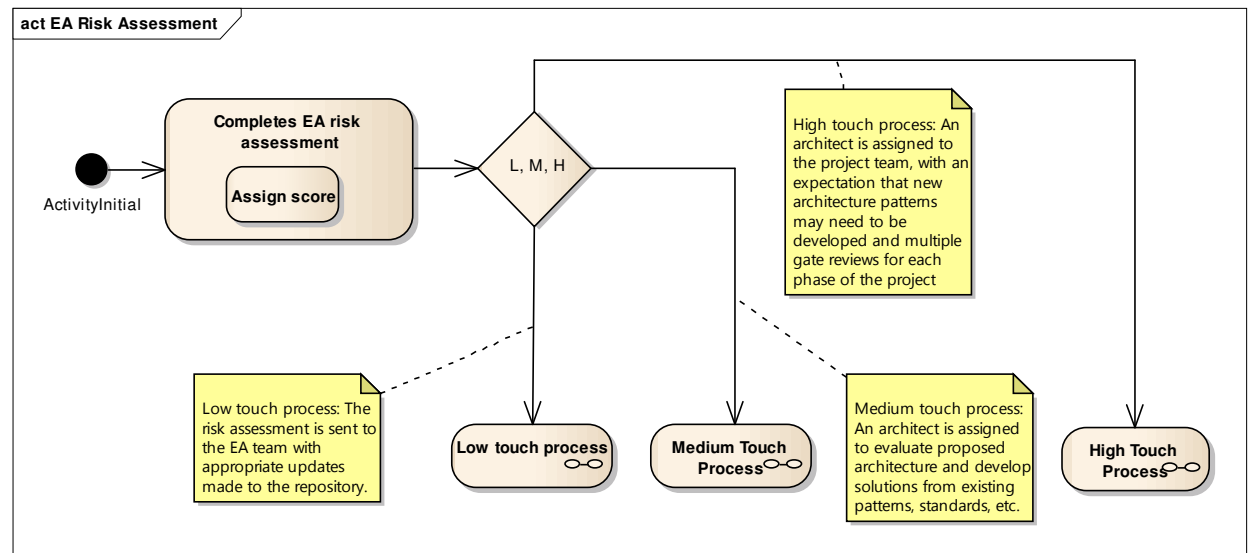 act EA Risk Assessment
Completes EA risk
assessment
Assign score
ActivityInitial
L, M, H
High touch process: An
architect is assigned to
the project team, with an
expectation that new
architecture patterns
may need to be
developed and multiple
gate reviews for each
phase of the project
Low touch process: The
risk assessment is sent to
the EA team with
appropriate updates
made to the repository.
Low touch process
Medium Touch
Process
Medium touch process:
An architect is assigned
to evaluate proposed
architecture and develop
solutions from existing
patterns, standards, etc.
High Touch
Process